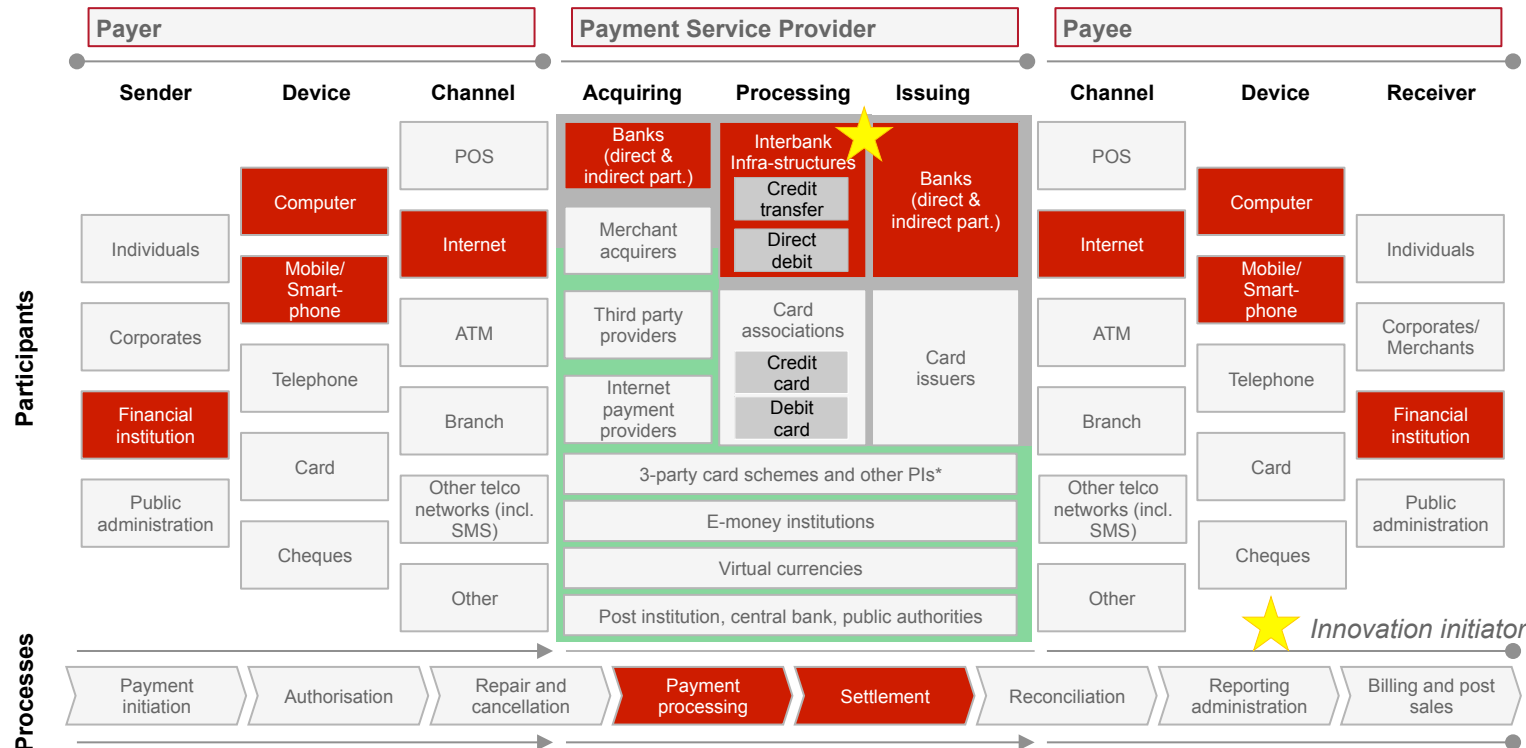 Payer
Payment Service Provider
Payee
Sender
Device
Channel
Acquiring
Processing
Issuing
Channel
Device
Receiver
Participants
Individuals
Corporates
Financial
institution
Public
administration
Computer
Mobile/
Smart-
phone
Telephone
Card
Cheques
POS
Internet
ATM
Branch
Other telco
networks (incl.
SMS)
Other
Banks
(direct &
indirect part.)
Merchant
acquirers
Third party
providers
Internet
payment
providers
Interbank
Infra-structures
Credit
transfer
Direct
debit
Card
associations
Credit
card
Debit
card
Banks
(direct &
indirect part.)
Card
issuers
3-party card schemes and other PIs*
E-money institutions
Virtual currencies
Post institution, central bank, public authorities
POS
Internet
ATM
Branch
Other telco
networks (incl.
SMS)
Other
Computer
Mobile/
Smart-
phone
Telephone
Card
Cheques
Individuals
Corporates/
Merchants
Financial
institution
Public
administration
Innovation initiator
Processes
Payment
initiation
Authorisation
Repair and
cancellation
Payment
processing
Settlement
Reconciliation
Reporting
administration
Billing and post
sales